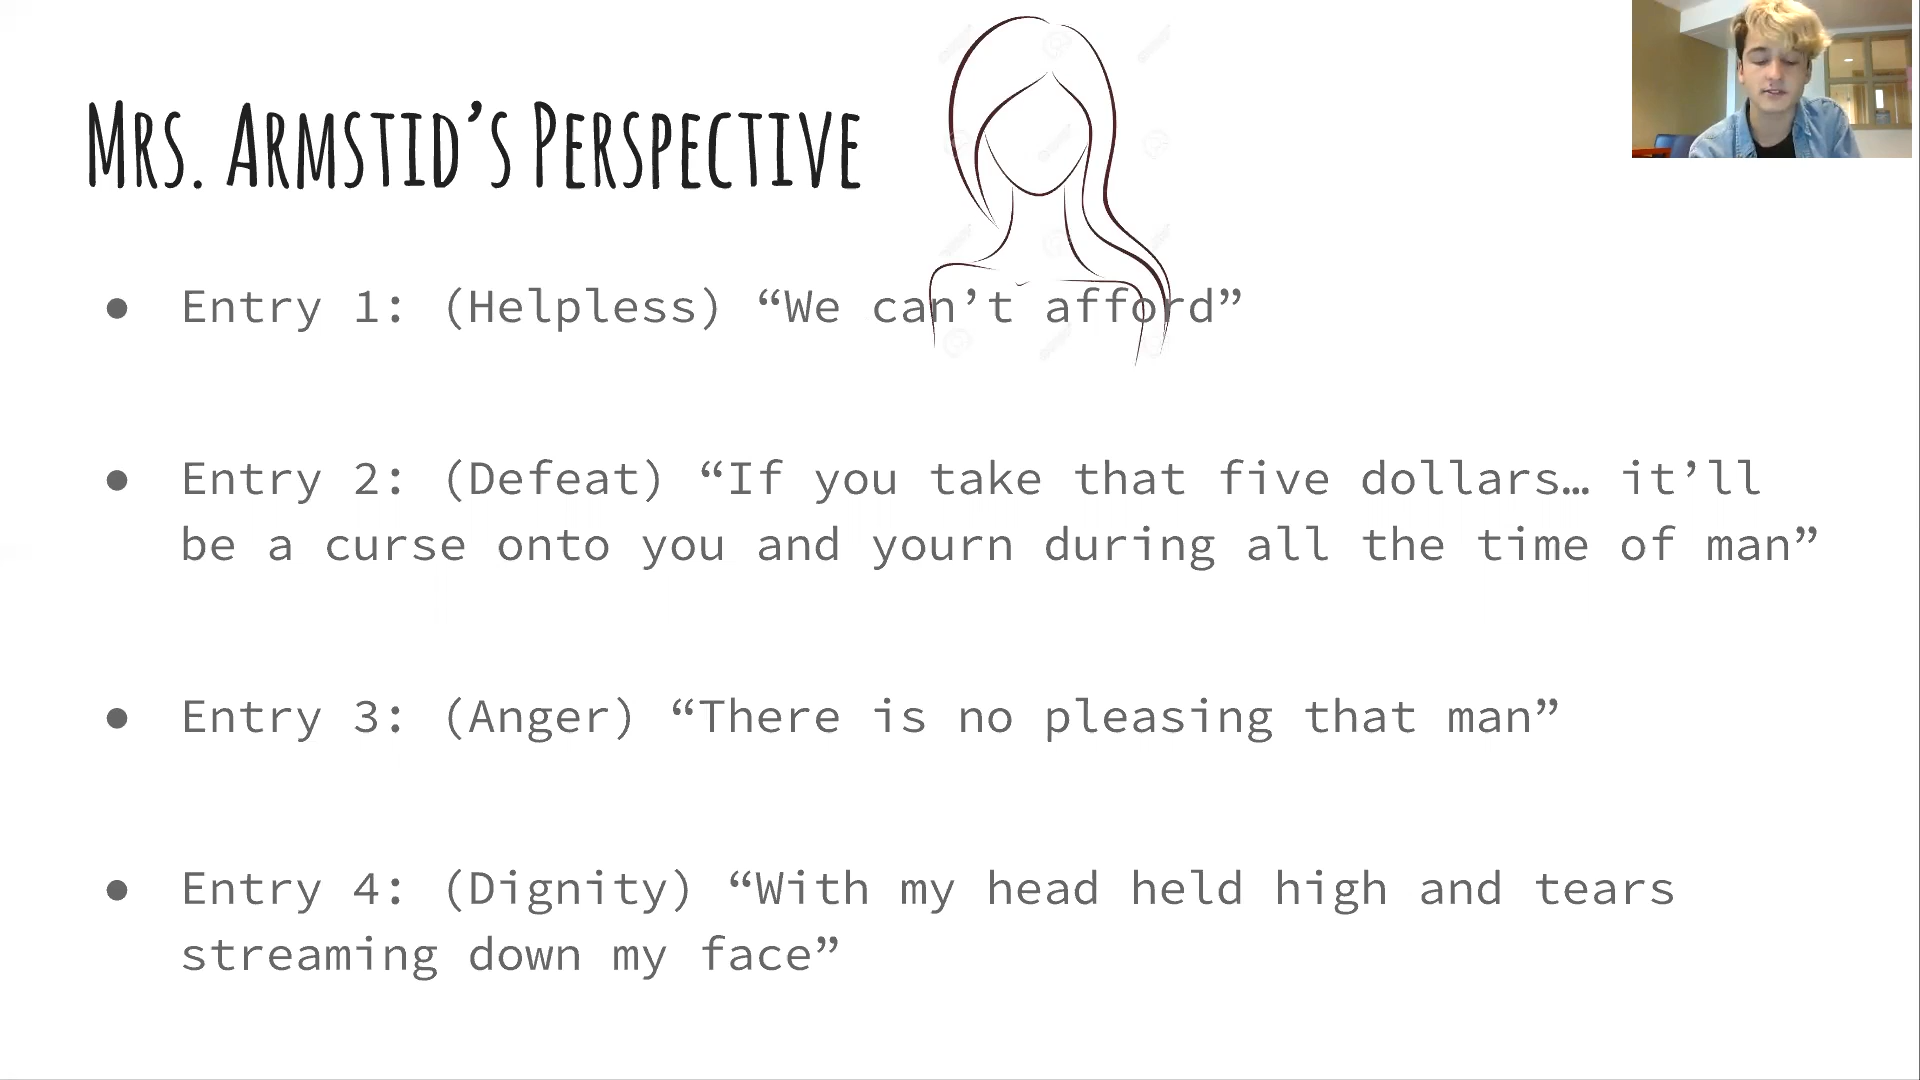 Mrs. Armstid’s Perspective
● Entry 1: (Helpless) “We can’t afford”
● Entry 2: (Defeat) “If you take that five dollars… it’ll
be a curse onto you and yourn during all the time of man”
● Entry 3: (Anger) “There is no pleasing that man”
● Entry 4: (Dignity) “With my head held high and tears
streaming down my face”